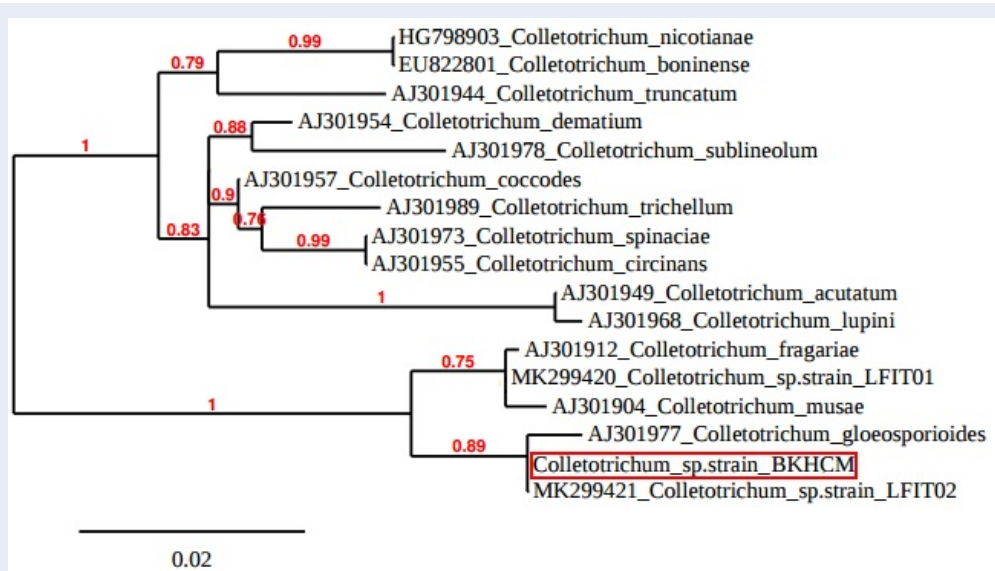 0.99
HG798903_Colletotrichum_nicotianae
0.79
EU822801_Colletotrichum_boninense
AJ301944_Colletotrichum_truncatum
0.88
AJ301954_Colletotrichum_dematium
1
AJ301978_Colletotrichum_sublineolum
AJ301957_Colletotrichum_coccodes
0.9
AJ301989_Colletotrichum_trichellum
0.76
0.83
AJ301973_Colletotrichum_spinaciae
0.99
AJ301955_Colletotrichum_circinans
1
AJ301949_Colletotrichum_acutatum
AJ301968_Colletotrichum_lupini
AJ301912_Colletotrichum_fragariae
0.75
MK299420_Colletotrichum_sp.strain_LFIT01
1
AJ301904_Colletotrichum_musae
AJ301977_Colletotrichum_gloeosporioides
0.89
Colletotrichum_sp.strain_BKHCM
MK299421_Colletotrichum_sp.strain_LFIT02
0.02